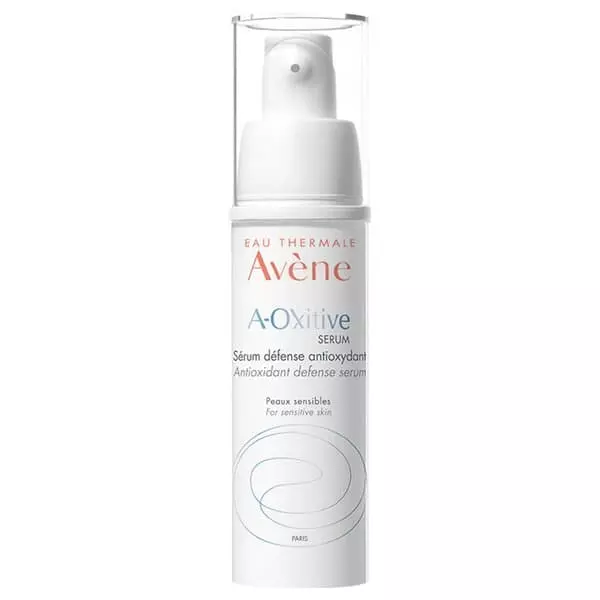 EAU THERMALE
Avène
A-OXitive
SERUM
Sérum défense antioxydant
Antioxidant defense serum
Peaux sensibles
For sensitive skin
PARIS